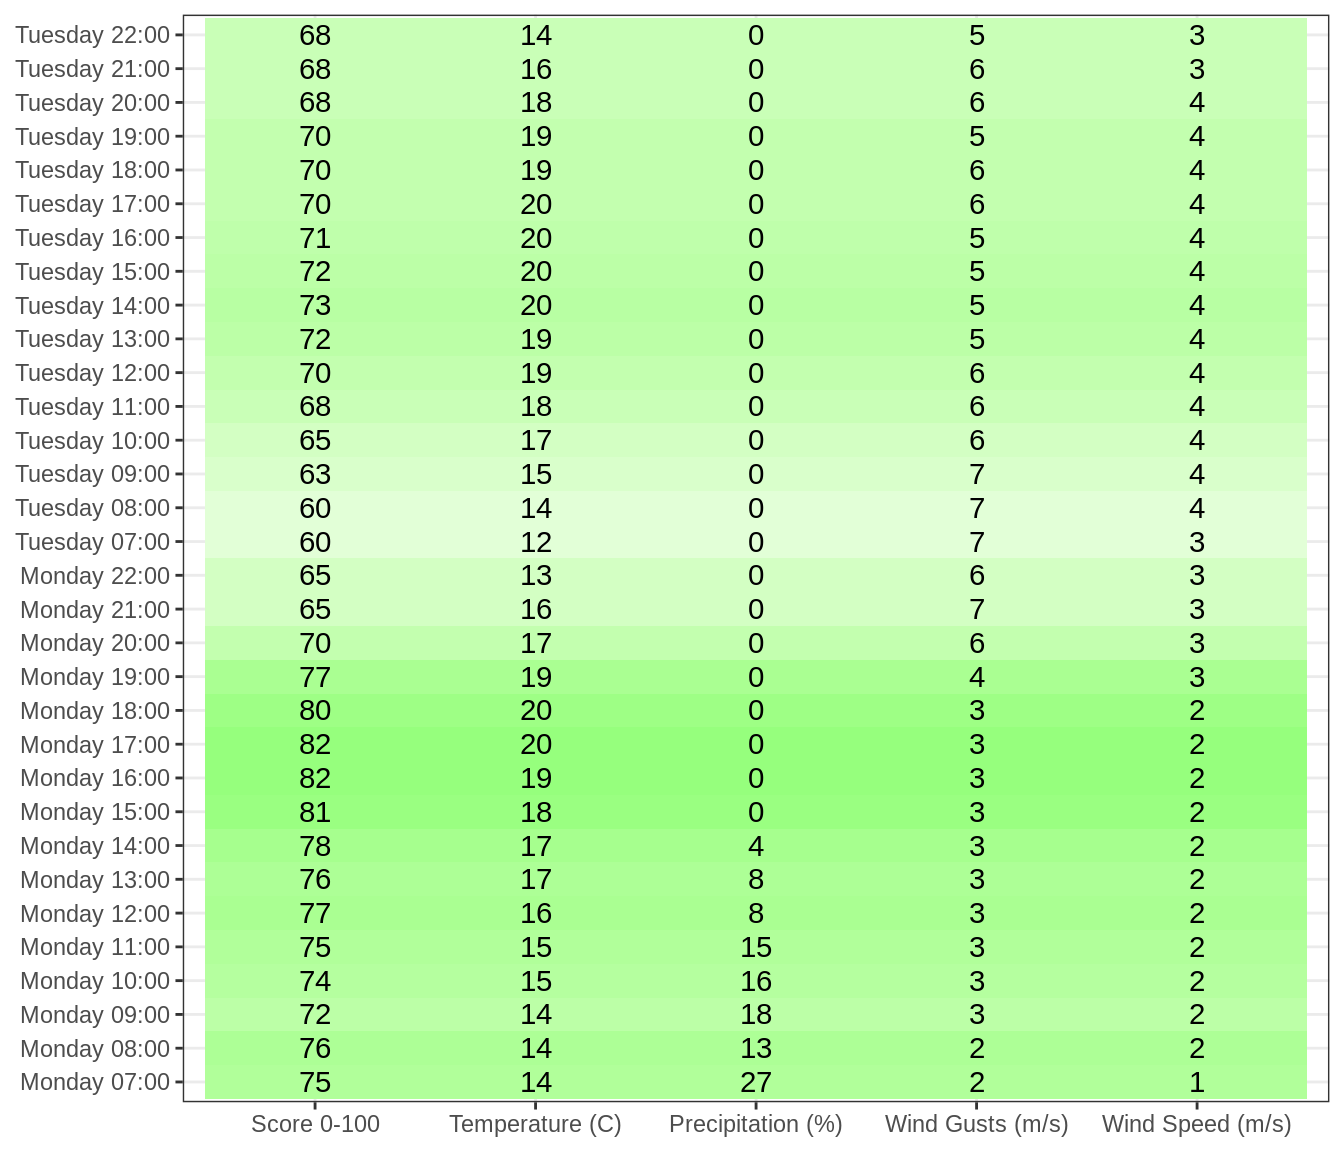 Tuesday 22:00 68 14 0 5 3
Tuesday 21:00 68 16 0 6 3
Tuesday 20:00 68 18 0 6 4
Tuesday 19:00 70 19 0 5 4
Tuesday 18:00 70 19 0 6 4
Tuesday 17:00 70 20 0 6 4
Tuesday 16:00 71 20 0 5 4
Tuesday 15:00 72 20 0 5 4
Tuesday 14:00 73 20 0 5 4
Tuesday 13:00 72 19 0 5 4
Tuesday 12:00 70 19 0 6 4
Tuesday 11:00 68 18 0 6 4
Tuesday 10:00 65 17 0 6 4
Tuesday 09:00 63 15 0 7 4
Tuesday 08:00 60 14 0 7 4
Tuesday 07:00 60 12 0 7 3
Monday 22:00 65 13 0 6 3
Monday 21:00 65 16 0 7 3
Monday 20:00 70 17 0 6 3
Monday 19:00 77 19 0 4 3
Monday 18:00 80 20 0 3 2
Monday 17:00 82 20 0 3 2
Monday 16:00 82 19 0 3 2
Monday 15:00 81 18 0 3 2
Monday 14:00 78 17 4 3 2
Monday 13:00 76 17 8 3 2
Monday 12:00 77 16 8 3 2
Monday 11:00 75 15 15 3 2
Monday 10:00 74 15 16 3 2
Monday 09:00 72 14 18 3 2
Monday 08:00 76 14 13 2 2
Monday 07:00 75 14 27 2 1
Score 0-100 Temperature (C) Precipitation (%) Wind Gusts (m/s) Wind Speed (m/s)